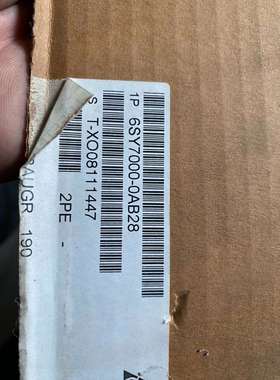 1P 6SY7000-0AB28
S T-XO08111447
2PE -
BAUGR 190